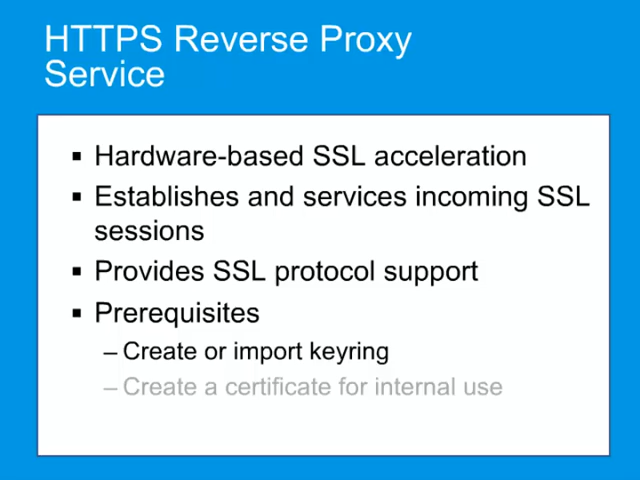 HTTPS Reverse Proxy
Service
▪ Hardware-based SSL acceleration
▪ Establishes and services incoming SSL
sessions
▪ Provides SSL protocol support
▪ Prerequisites
– Create or import keyring
– Create a certificate for internal use